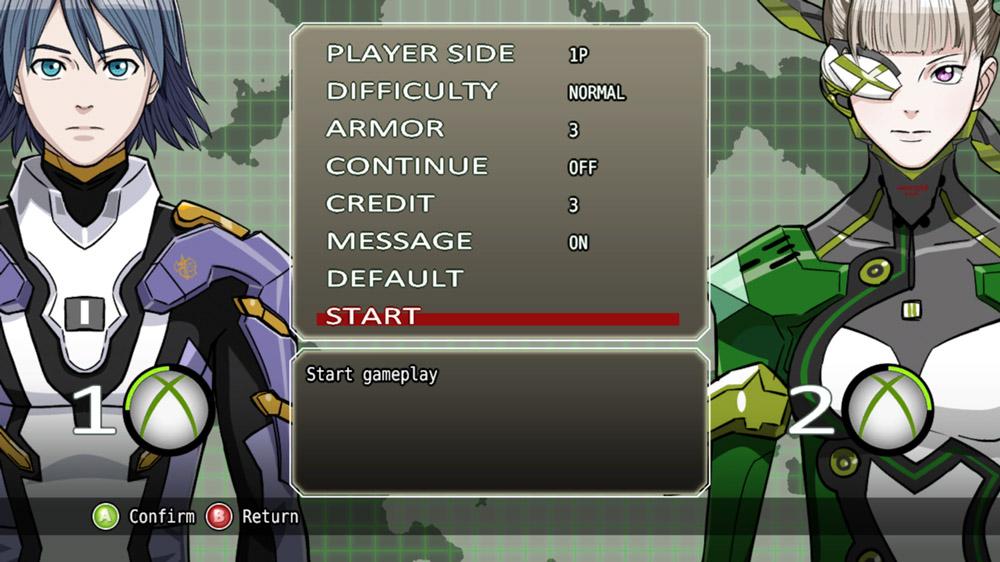 PLAYER SIDE 1P
DIFFICULTY NORMAL
ARMOR 3
CONTINUE OFF
CREDIT 3
MESSAGE ON
DEFAULT
START
Start gameplay
1
2
A Confirm B Return